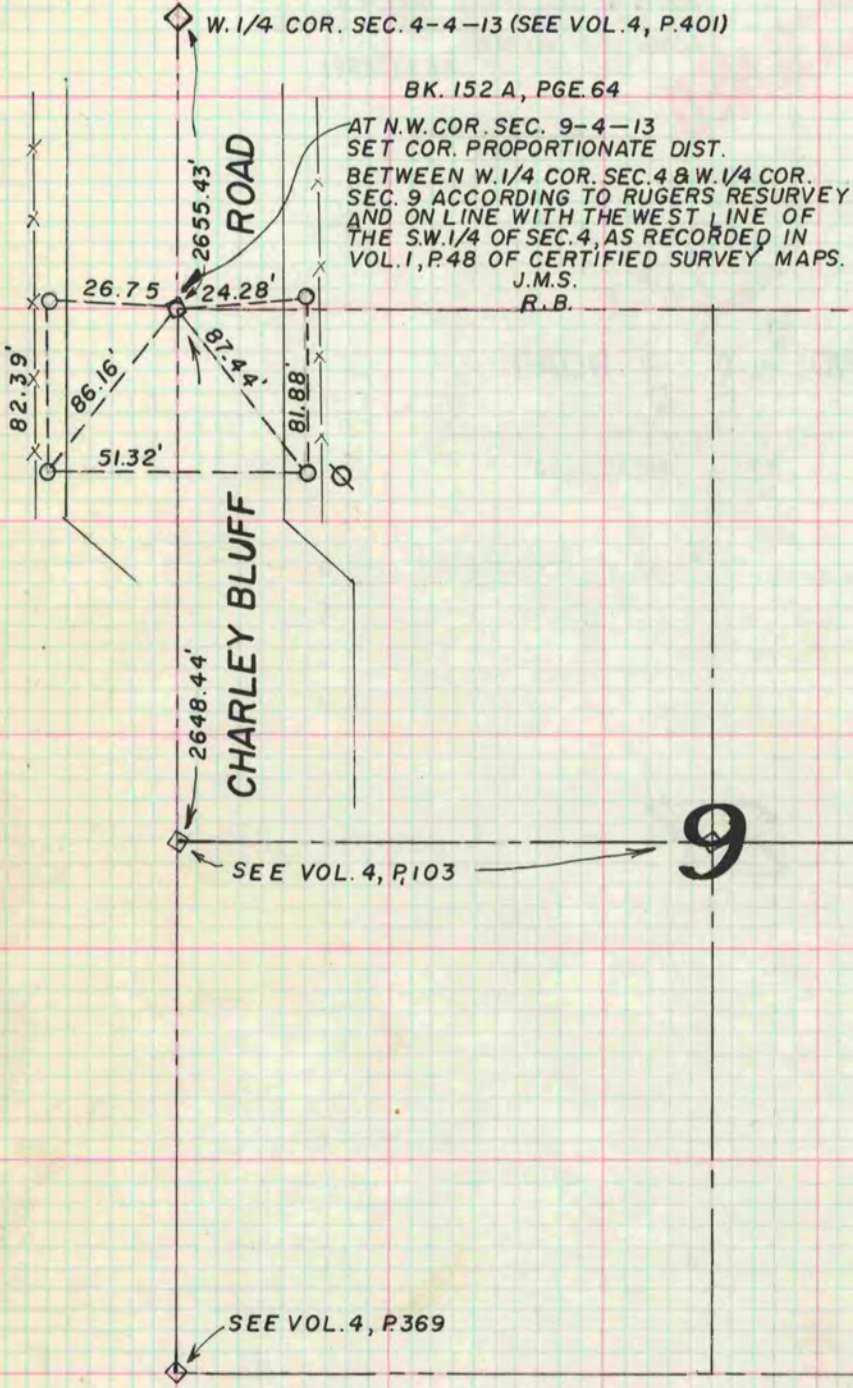 W. 1/4 COR. SEC. 4-4-13 (SEE VOL. 4, P. 401)
BK. 152 A, PGE. 64
AT N.W. COR. SEC. 9-4-13
SET COR. PROPORTIONATE DIST.
BETWEEN W. 1/4 COR. SEC. 4 & W. 1/4 COR.
SEC. 9 ACCORDING TO RUGERS RESURVEY
AND ON LINE WITH THE WEST LINE OF
THE S.W. 1/4 OF SEC. 4, AS RECORDED IN
VOL. 1, P. 48 OF CERTIFIED SURVEY MAPS.
J.M.S.
R.B.
2655.43'
ROAD
26.75
24.28'
82.39'
86.16'
87.44'
81.88'
51.32'
CHARLEY BLUFF
2648.44'
9
SEE VOL. 4, P. 103
SEE VOL. 4, P. 369